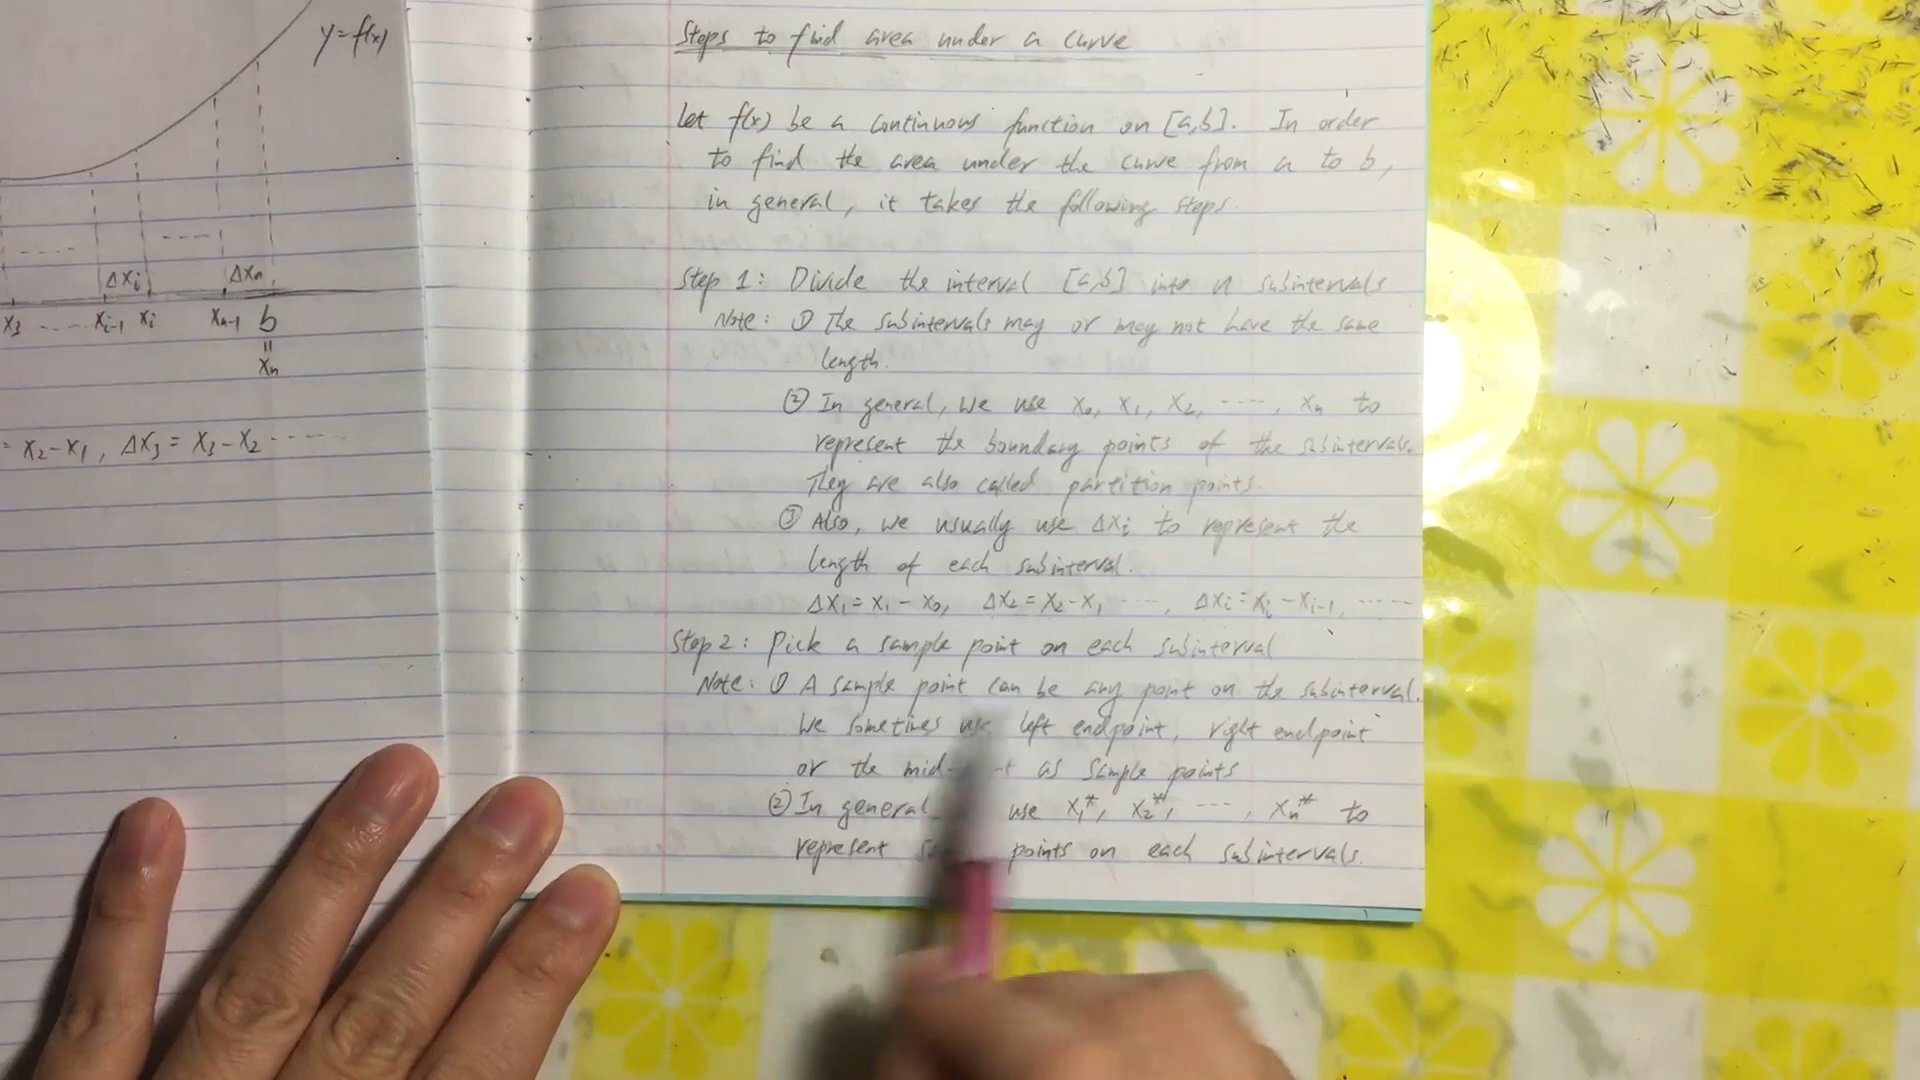 y=f(x)
Δxᵢ Δxₙ
x₃ ---- xᵢ₋₁ xᵢ xₙ₋₁ b
=
xₙ
= x₂-x₁, Δx₃ = x₃-x₂ ------
Steps to find area under a curve
Let f(x) be a continuous function on [a,b]. In order
to find the area under the curve from a to b,
in general, it takes the following steps.
Step 1: Divide the interval [a,b] into n subintervals
Note: ① The subintervals may or may not have the same
length.
② In general, we use x₀, x₁, x₂, ----, xₙ to
represent the boundary points of the subintervals.
They are also called partition points.
③ Also, we usually use Δxᵢ to represent the
length of each subinterval.
Δx₁ = x₁ - x₀, Δx₂ = x₂-x₁ ----, Δxᵢ = xᵢ - xᵢ₋₁, ----
Step 2: Pick a sample point on each subinterval
Note: ① A sample point can be any point on the subinterval.
We sometimes use left endpoint, right endpoint
or the mid- as sample points
② In general use x₁*, x₂*, ---, xₙ* to
represent points on each subintervals.